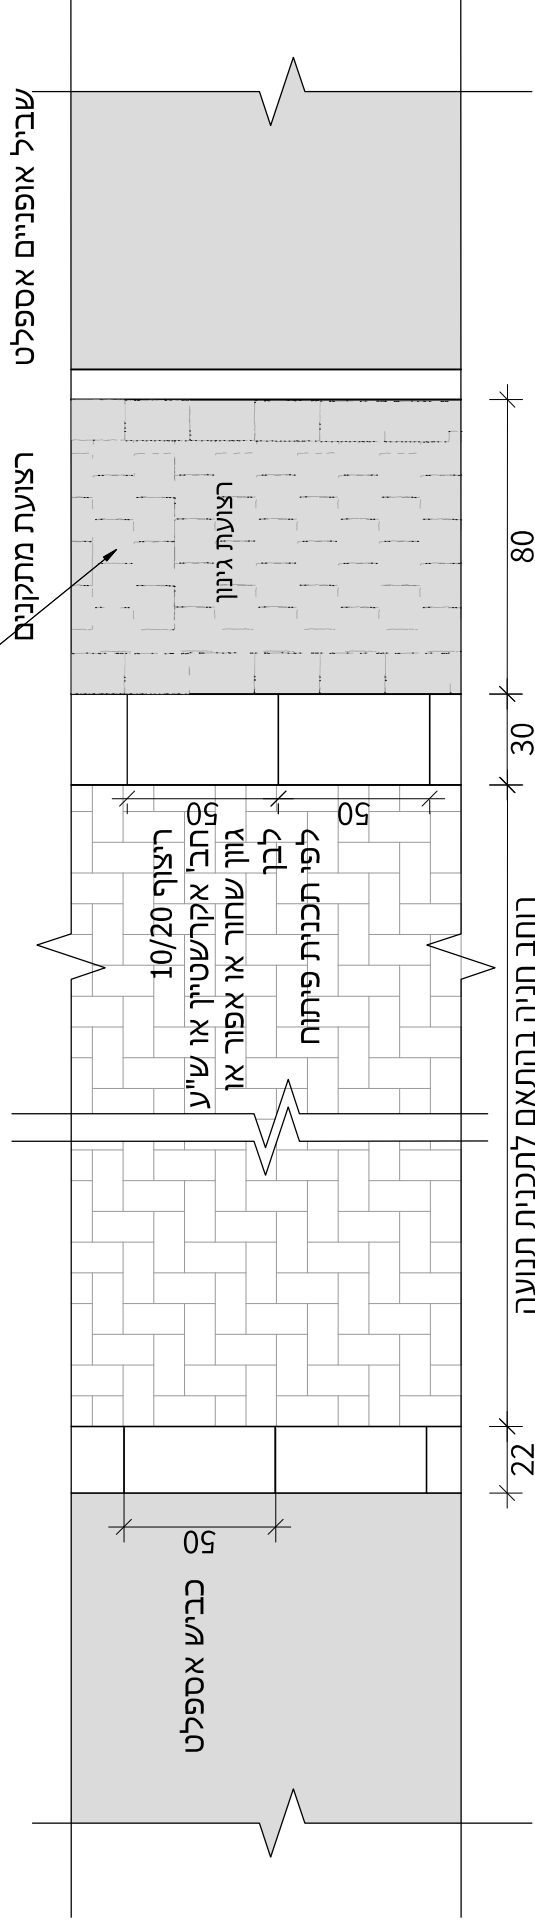 שביל אופניים אספלט
רצועת מתקנים
רצועת גינון
80
30
50
50
ריצוף 10/20
חב' אקרשטיין או ש"ע
גוון שחור או אפור או
לבן
לפי תכנית פיתוח
רוחב חניה בהתאם לתכנית תנועה
22
50
כביש אספלט